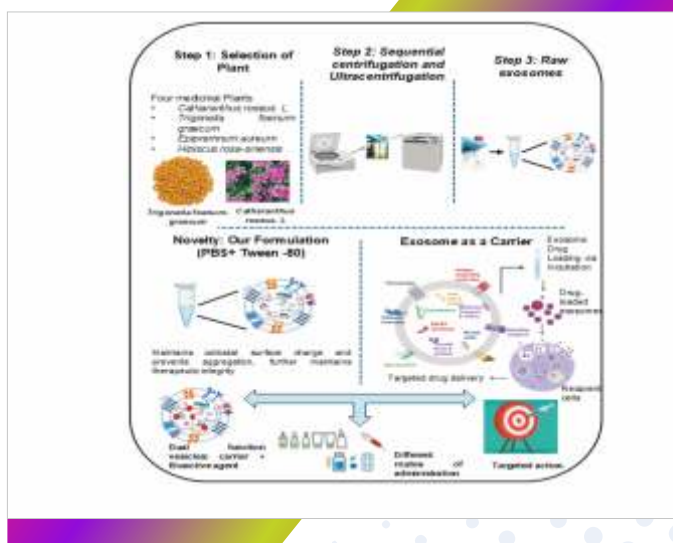 Step 1: Selection of
Plant
Four medicinal Plants
• Catharanthus roseus L
• Trigonella foenum
graecum
• Epipremnum aureum
• Hibiscus rosa-sinensis
Trigonella foenum-
graecum
Catharanthus
roseus L
Step 2: Sequential
centrifugation and
Ultracentrifugation
Step 3: Raw
exosomes
Novelty: Our Formulation
(PBS+ Tween -80)
Maintains colloidal surface charge and
prevents aggregation, further maintains
therapeutic integrity
Exosome as a Carrier
Exosome
Drug
Loading via
Incubation
Drug-
loaded
exosomes
Recipient
cells
Targeted drug delivery
Dual function
vesicles: carrier +
Bioactive agent
Different
routes of
administration
Targeted action.